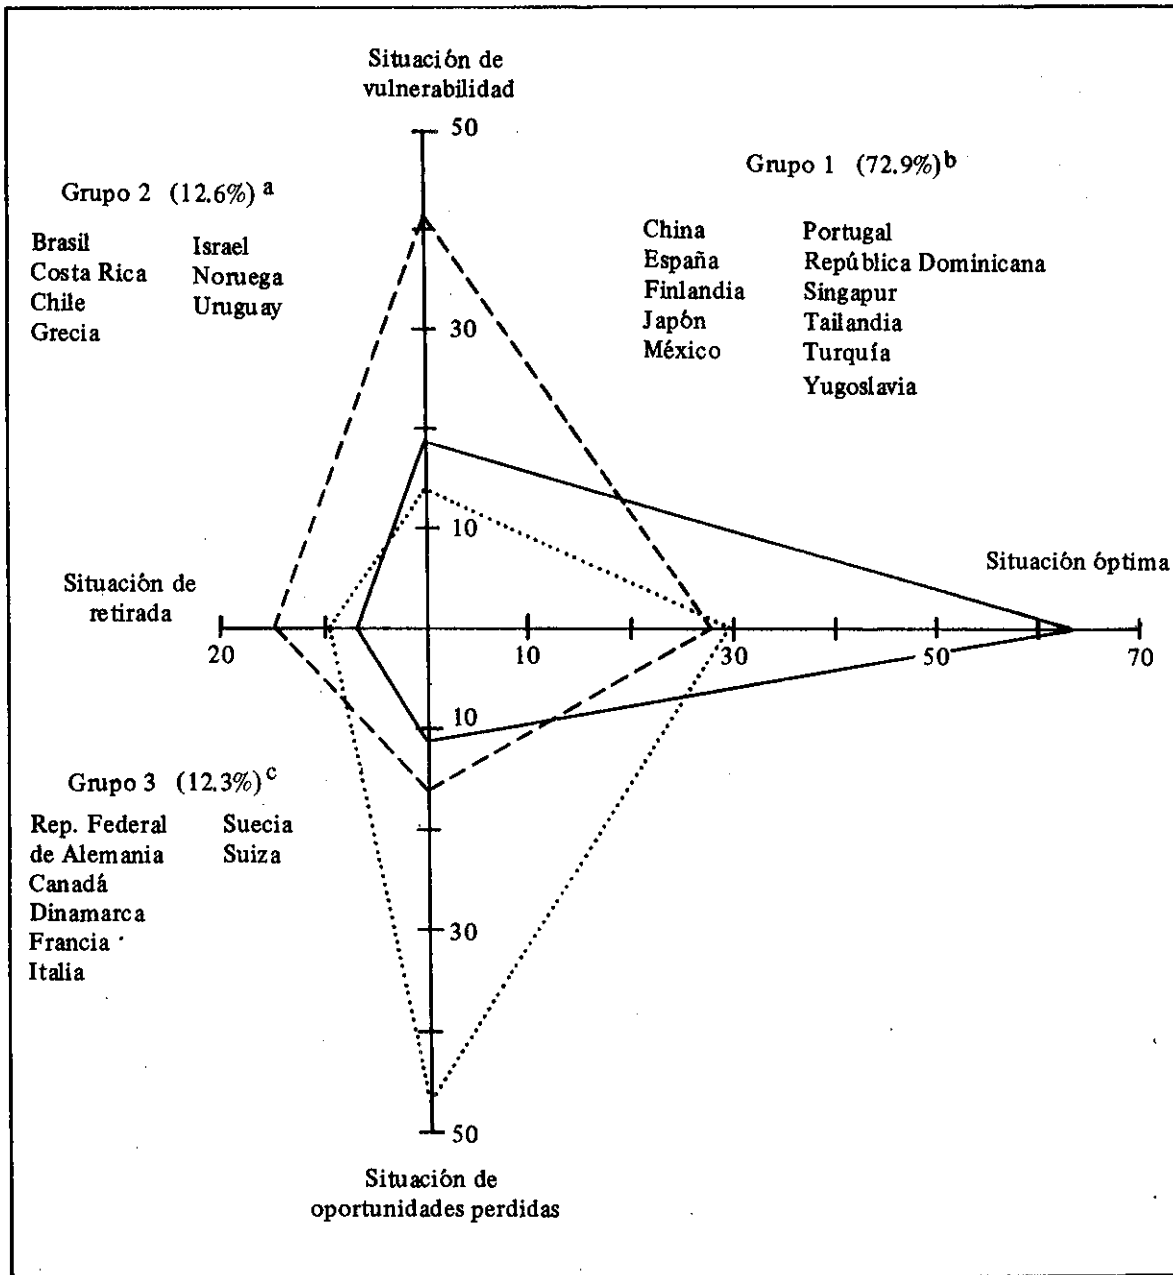 Situación de
vulnerabilidad
50
Grupo 1 (72.9%) b
Grupo 2 (12.6%) a
China
España
Finlandia
Japón
México
Portugal
República Dominicana
Singapur
Tailandia
Turquía
Yugoslavia
Brasil
Costa Rica
Chile
Grecia
Israel
Noruega
Uruguay
30
10
Situación óptima
Situación de
retirada
20
10
30
50
70
10
Grupo 3 (12.3%) c
Rep. Federal
de Alemania
Canadá
Dinamarca
Francia
Italia
Suecia
Suiza
30
50
Situación de
oportunidades perdidas